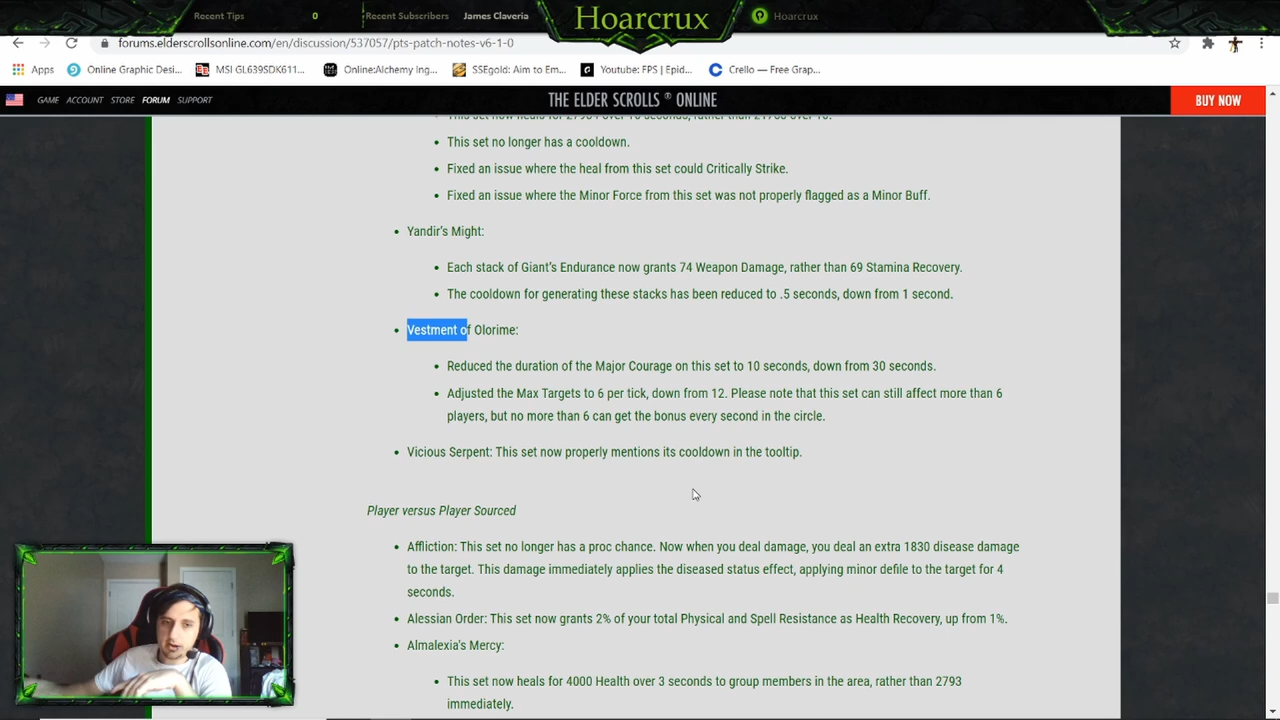 Recent Tips
0
Recent Subscribers
James Claveria
Hoarcrux
Hoarcrux
forums.elderscrollsonline.com/en/discussion/537057/pts-patch-notes-v6-1-0
Apps
Online Graphic Desi...
MSI GL639SDK611...
Online:Alchemy Ing...
SSEgold: Aim to Em...
Youtube: FPS | Epid...
Crello — Free Grap...
GAME
ACCOUNT
STORE
FORUM
SUPPORT
THE ELDER SCROLLS ® ONLINE
BUY NOW
• This set no longer has a cooldown.
• Fixed an issue where the heal from this set could Critically Strike.
• Fixed an issue where the Minor Force from this set was not properly flagged as a Minor Buff.
• Yandir's Might:
• Each stack of Giant's Endurance now grants 74 Weapon Damage, rather than 69 Stamina Recovery.
• The cooldown for generating these stacks has been reduced to .5 seconds, down from 1 second.
• Vestment of Olorime:
• Reduced the duration of the Major Courage on this set to 10 seconds, down from 30 seconds.
• Adjusted the Max Targets to 6 per tick, down from 12. Please note that this set can still affect more than 6
players, but no more than 6 can get the bonus every second in the circle.
• Vicious Serpent: This set now properly mentions its cooldown in the tooltip.
Player versus Player Sourced
• Affliction: This set no longer has a proc chance. Now when you deal damage, you deal an extra 1830 disease damage
to the target. This damage immediately applies the diseased status effect, applying minor defile to the target for 4
seconds.
• Alessian Order: This set now grants 2% of your total Physical and Spell Resistance as Health Recovery, up from 1%.
• Almalexia's Mercy:
• This set now heals for 4000 Health over 3 seconds to group members in the area, rather than 2793
immediately.